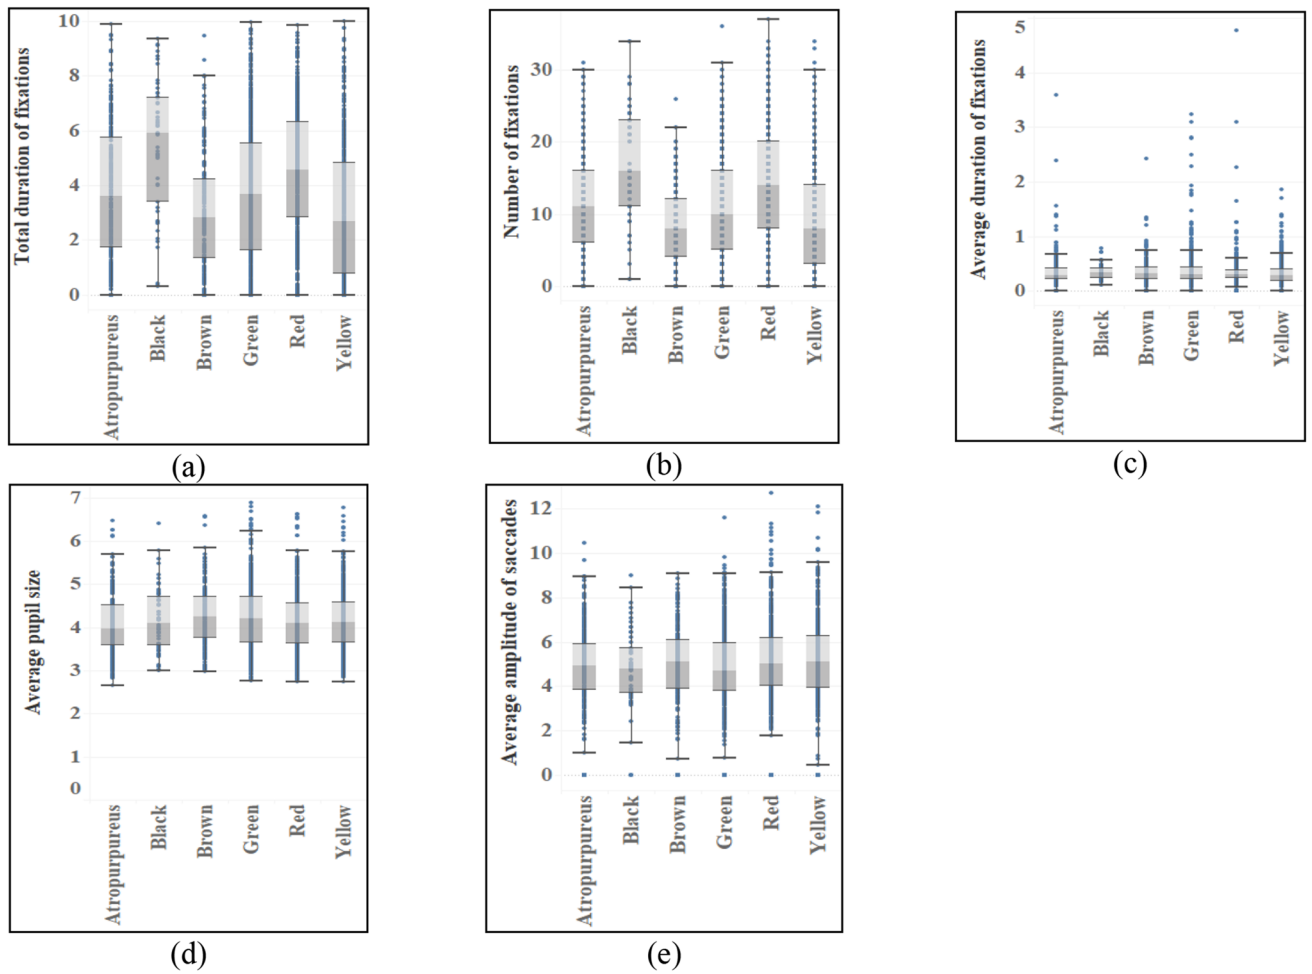 Total duration of fixations
10
8
6
4
2
0
Atropurpureus
Black
Brown
Green
Red
Yellow
(a)
Number of fixations
30
20
10
0
Atropurpureus
Black
Brown
Green
Red
Yellow
(b)
Average duration of fixations
5
4
3
2
1
0
Atropurpureus
Black
Brown
Green
Red
Yellow
(c)
Average pupil size
7
6
5
4
3
2
1
0
Atropurpureus
Black
Brown
Green
Red
Yellow
(d)
Average amplitude of saccades
12
10
8
6
4
2
0
Atropurpureus
Black
Brown
Green
Red
Yellow
(e)